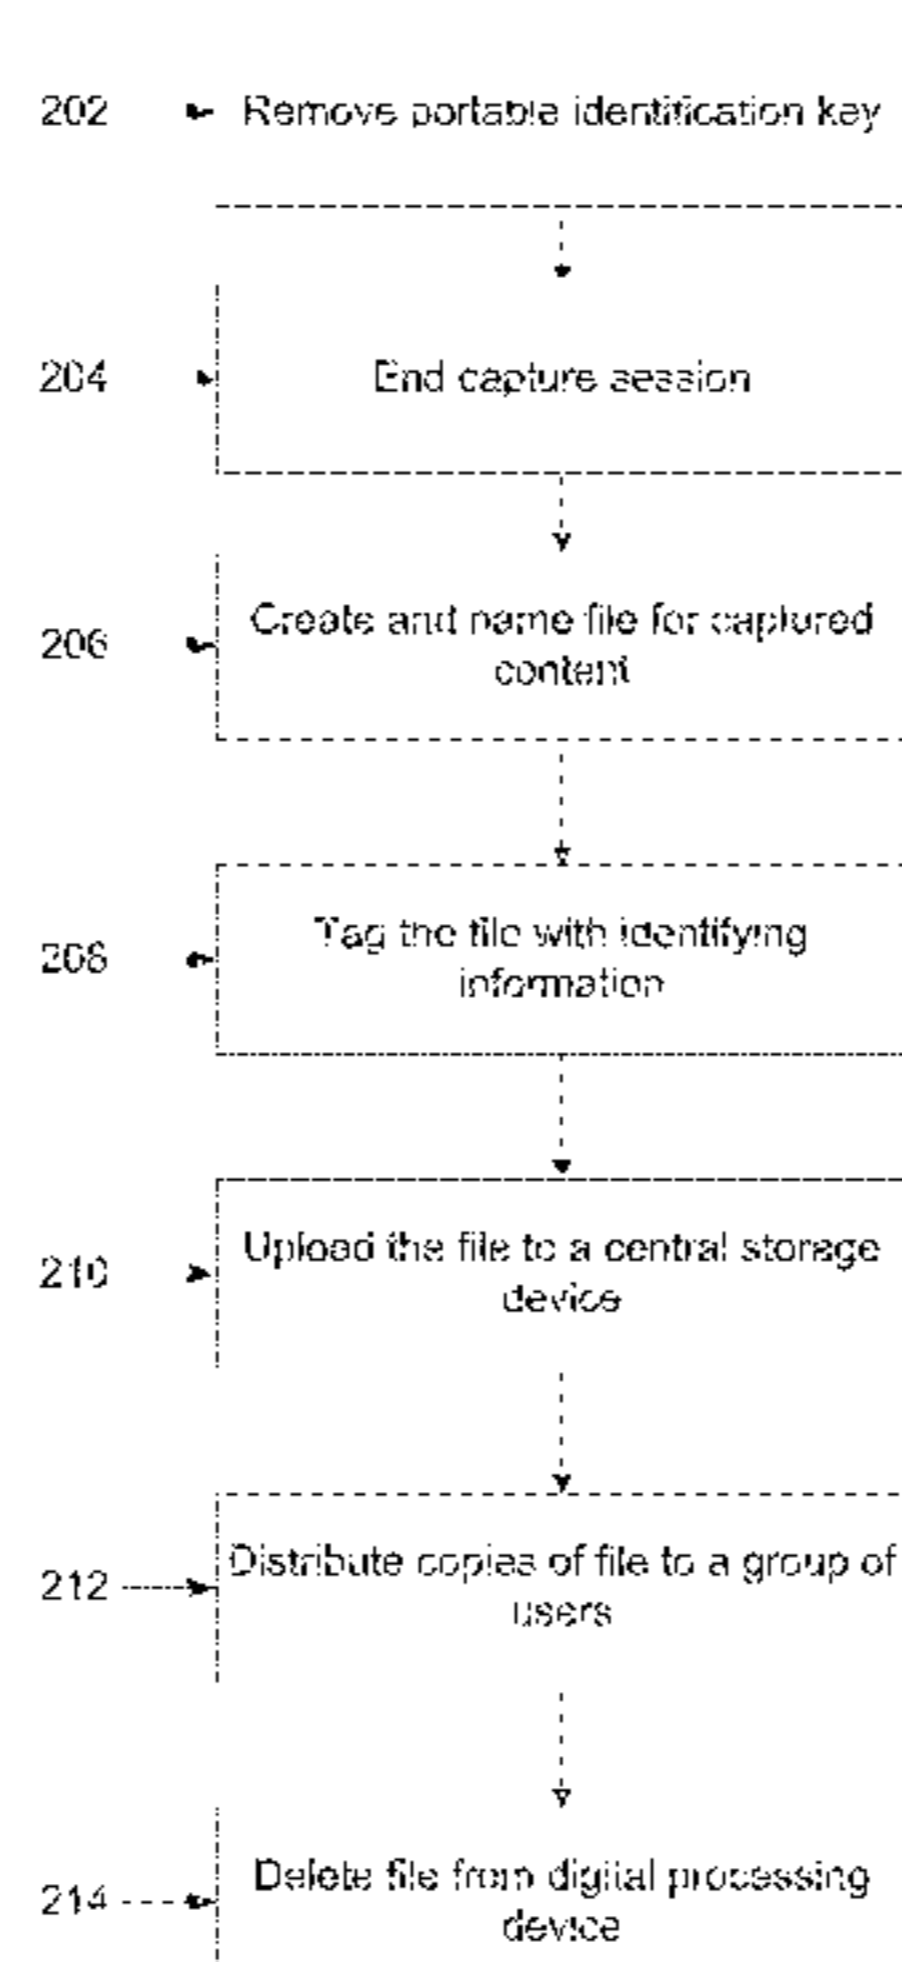 202 Remove portable identification key
204 End capture session
206 Create and name file for captured
content
208 Tag the file with identifying
information
210 Upload the file to a central storage
device
212 Distribute copies of file to a group of
users
214 Delete file from digital processing
device